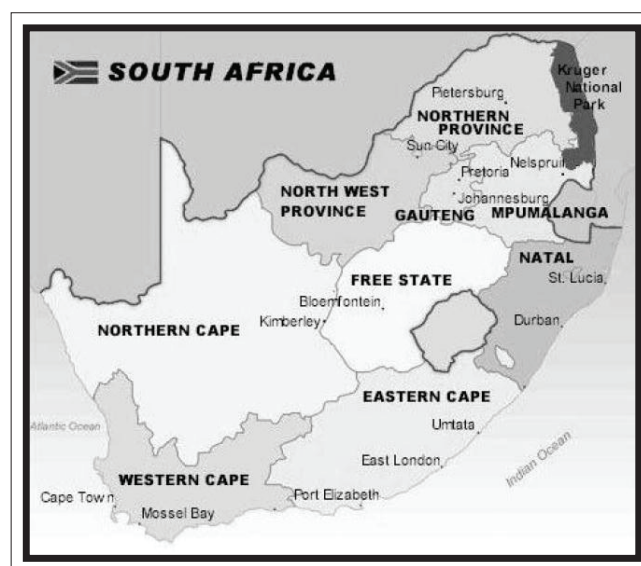 SOUTH AFRICA
Kruger
National
Park
Pietersburg
NORTHERN
PROVINCE
Sun City
Nelspruit
Pretoria
NORTH WEST
PROVINCE
Johannesburg
GAUTENG
MPUMALANGA
NATAL
St. Lucia
FREE STATE
Bloemfontein
Kimberley
Durban
NORTHERN CAPE
EASTERN CAPE
Umtata
Atlantic Ocean
Indian Ocean
East London
WESTERN CAPE
Port Elizabeth
Cape Town
Mossel Bay